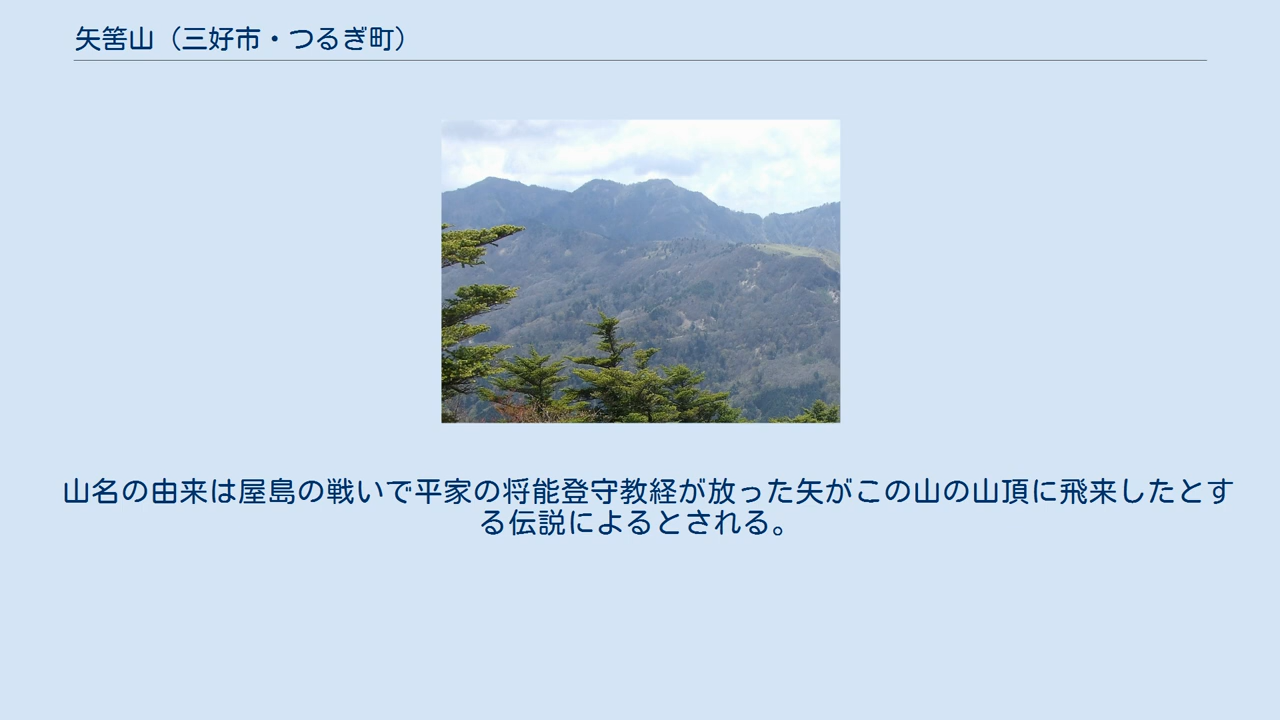 矢筈山（三好市・つるぎ町）
山名の由来は屋島の戦いで平家の将能登守教経が放った矢がこの山の山頂に飛来したとす
る伝説によるとされる。